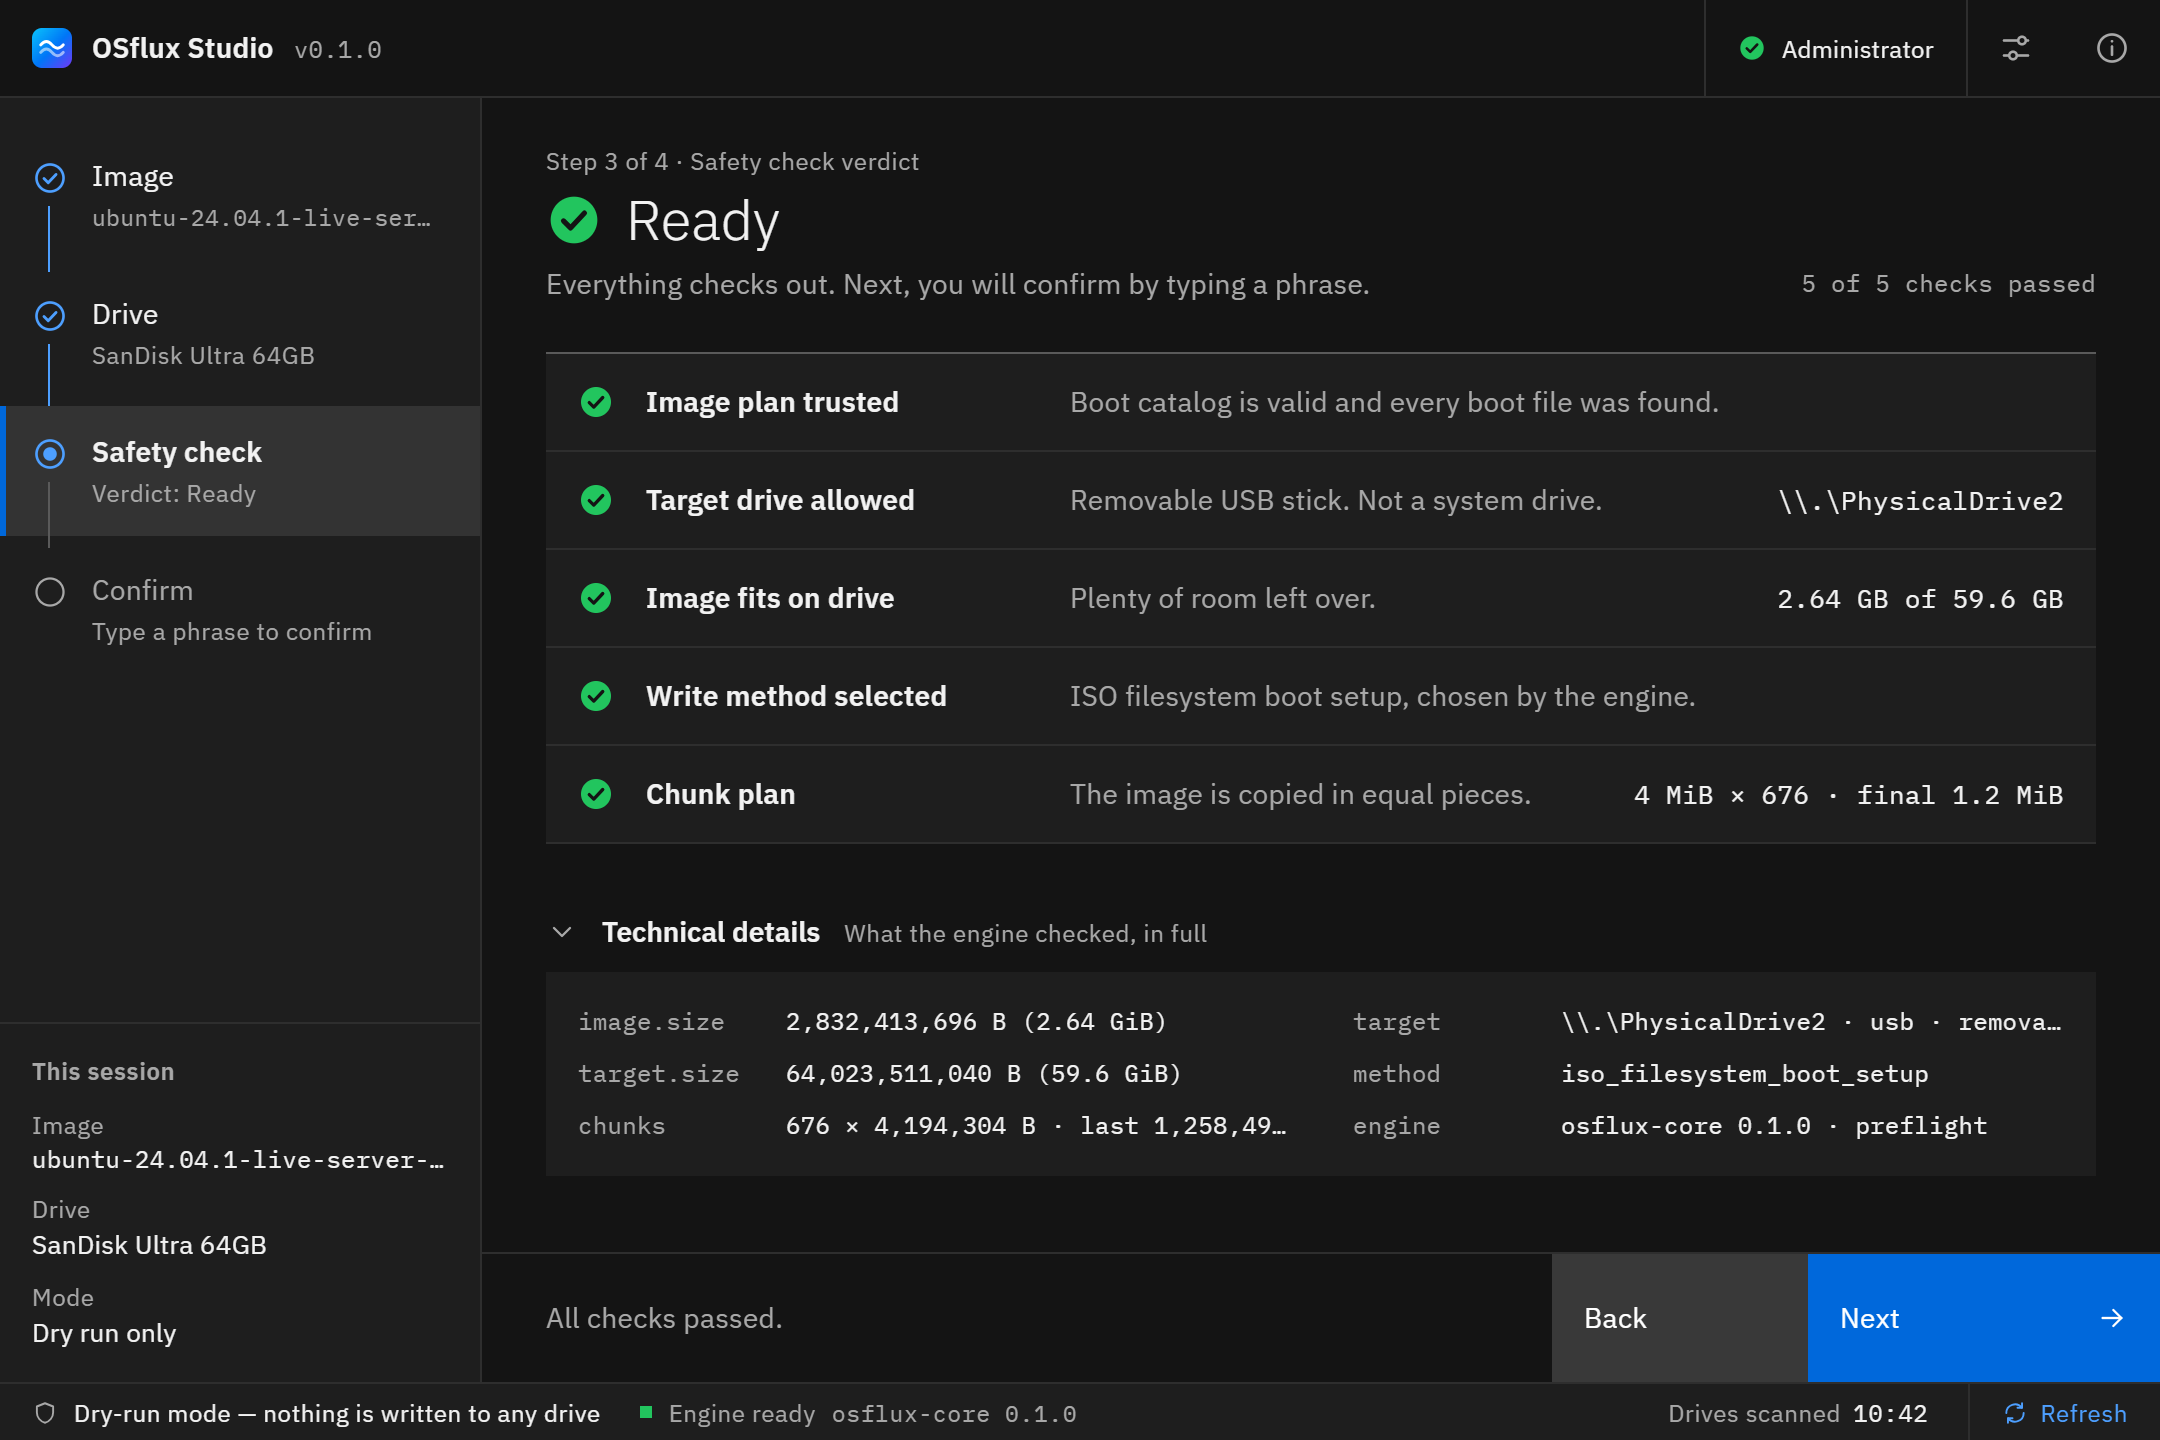 OSflux Studio v0.1.0
Administrator
Image
ubuntu-24.04.1-live-ser…
Drive
SanDisk Ultra 64GB
Safety check
Verdict: Ready
Confirm
Type a phrase to confirm
This session
Image
ubuntu-24.04.1-live-server-…
Drive
SanDisk Ultra 64GB
Mode
Dry run only
Step 3 of 4 · Safety check verdict
Ready
Everything checks out. Next, you will confirm by typing a phrase.
5 of 5 checks passed
Image plan trusted Boot catalog is valid and every boot file was found.
Target drive allowed Removable USB stick. Not a system drive. \\.\PhysicalDrive2
Image fits on drive Plenty of room left over. 2.64 GB of 59.6 GB
Write method selected ISO filesystem boot setup, chosen by the engine.
Chunk plan The image is copied in equal pieces. 4 MiB × 676 · final 1.2 MiB
Technical details What the engine checked, in full
image.size 2,832,413,696 B (2.64 GiB) target \\.\PhysicalDrive2 · usb · remova…
target.size 64,023,511,040 B (59.6 GiB) method iso_filesystem_boot_setup
chunks 676 × 4,194,304 B · last 1,258,49… engine osflux-core 0.1.0 · preflight
All checks passed.
Back
Next
Dry-run mode — nothing is written to any drive
Engine ready osflux-core 0.1.0
Drives scanned 10:42
Refresh